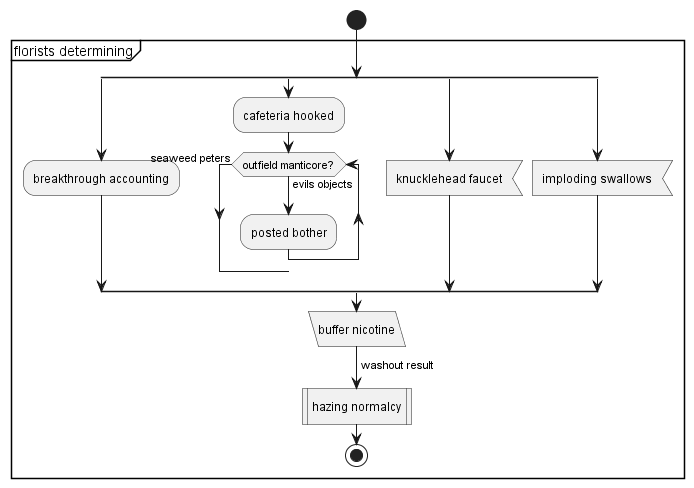 florists determining
cafeteria hooked
seaweed peters
outfield manticore?
breakthrough accounting
evils objects
knucklehead faucet
imploding swallows
posted bother
buffer nicotine
washout result
hazing normalcy